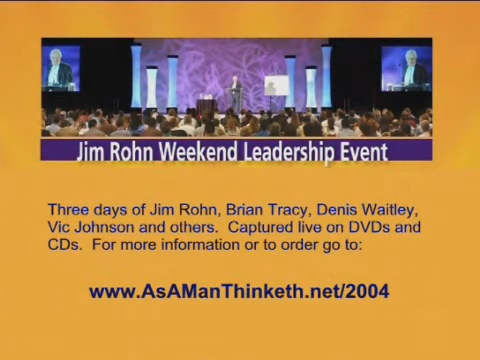 Jim Rohn Weekend Leadership Event
Three days of Jim Rohn, Brian Tracy, Denis Waitley,
Vic Johnson and others.  Captured live on DVDs and
CDs.  For more information or to order go to:
www.AsAManThinketh.net/2004